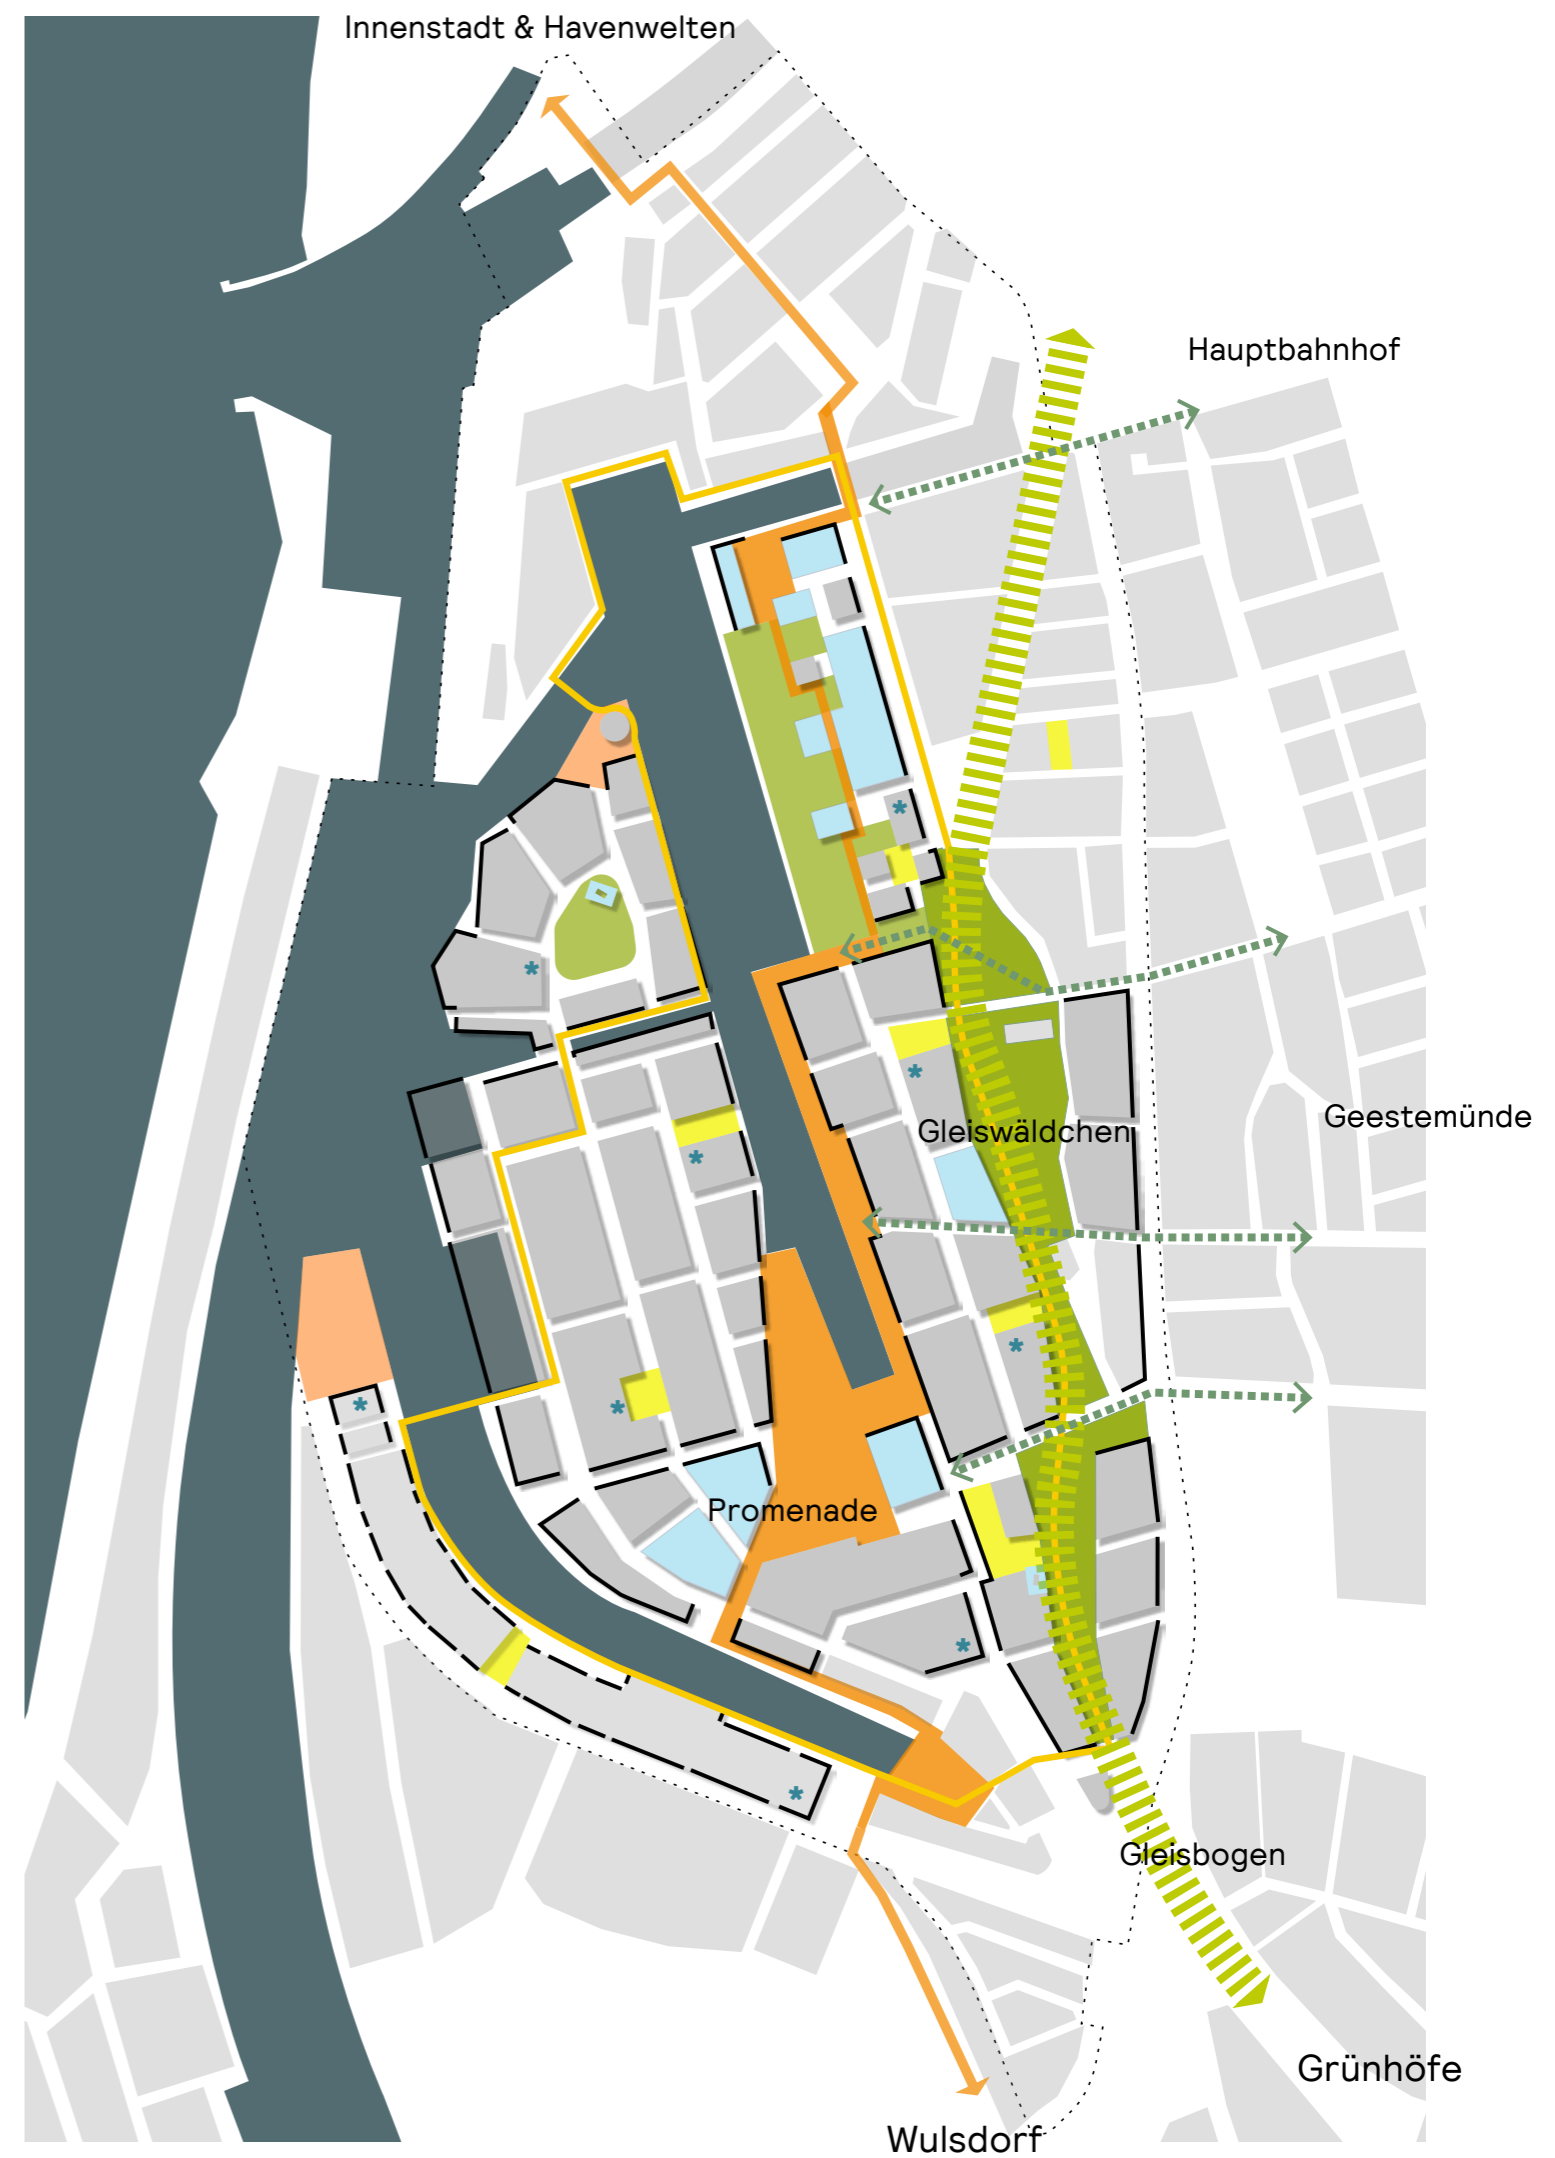 Innenstadt & Havenwelten
Hauptbahnhof
Geestemünde
Gleiswäldchen
Promenade
Gleisbogen
Grünhöfe
Wulsdorf